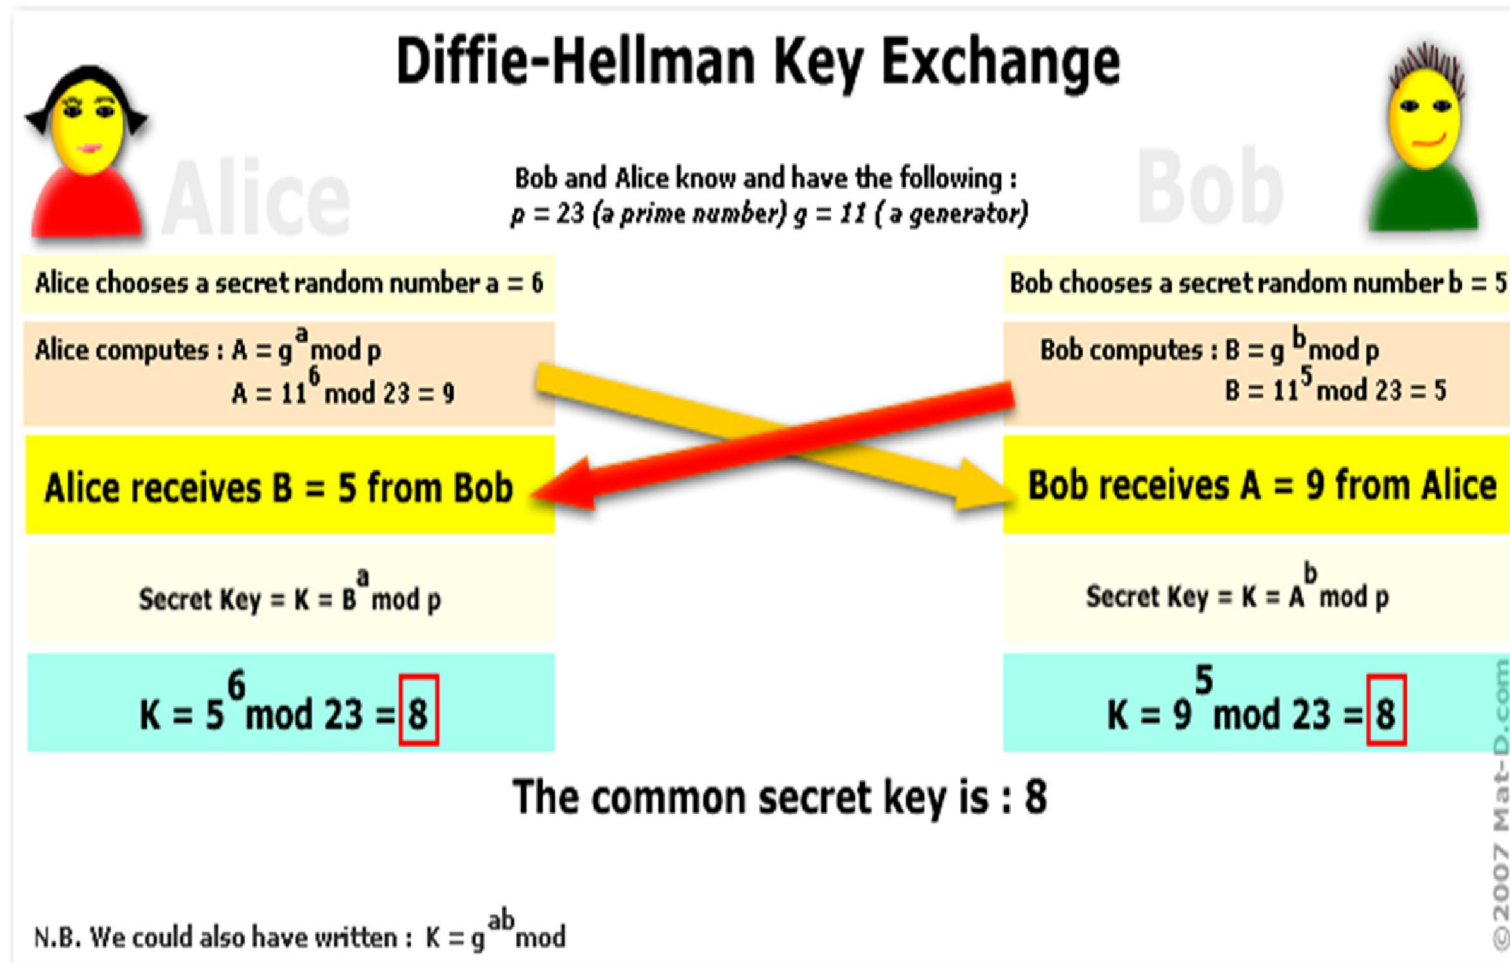 Diffie-Hellman Key Exchange
Alice
Bob
Bob and Alice know and have the following :
p = 23 (a prime number) g = 11 ( a generator)
Alice chooses a secret random number a = 6
Alice computes : A = g^a mod p
A = 11^6 mod 23 = 9
Alice receives B = 5 from Bob
Secret Key = K = B^a mod p
K = 5^6 mod 23 = 8
Bob chooses a secret random number b = 5
Bob computes : B = g^b mod p
B = 11^5 mod 23 = 5
Bob receives A = 9 from Alice
Secret Key = K = A^b mod p
K = 9^5 mod 23 = 8
The common secret key is : 8
N.B. We could also have written : K = g^ab mod
©2007 Mat-D.com